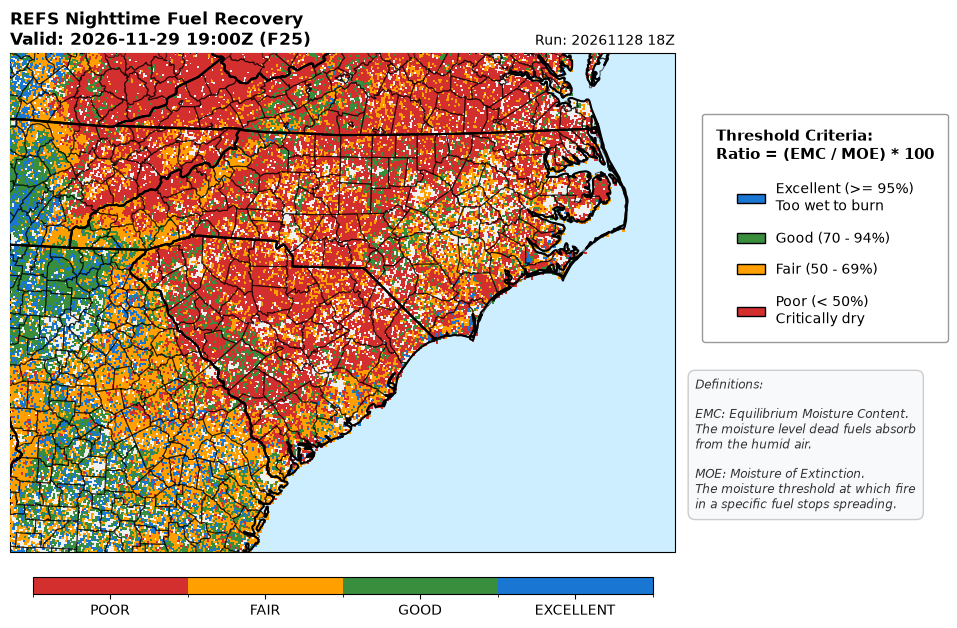 REFS Nighttime Fuel Recovery
Valid: 2026-11-29 19:00Z (F25)
Run: 20261128 18Z
Threshold Criteria:
Ratio = (EMC / MOE) * 100
Excellent (>= 95%)
Too wet to burn
Good (70 - 94%)
Fair (50 - 69%)
Poor (< 50%)
Critically dry
Definitions:
EMC: Equilibrium Moisture Content.
The moisture level dead fuels absorb
from the humid air.
MOE: Moisture of Extinction.
The moisture threshold at which fire
in a specific fuel stops spreading.
POOR
FAIR
GOOD
EXCELLENT